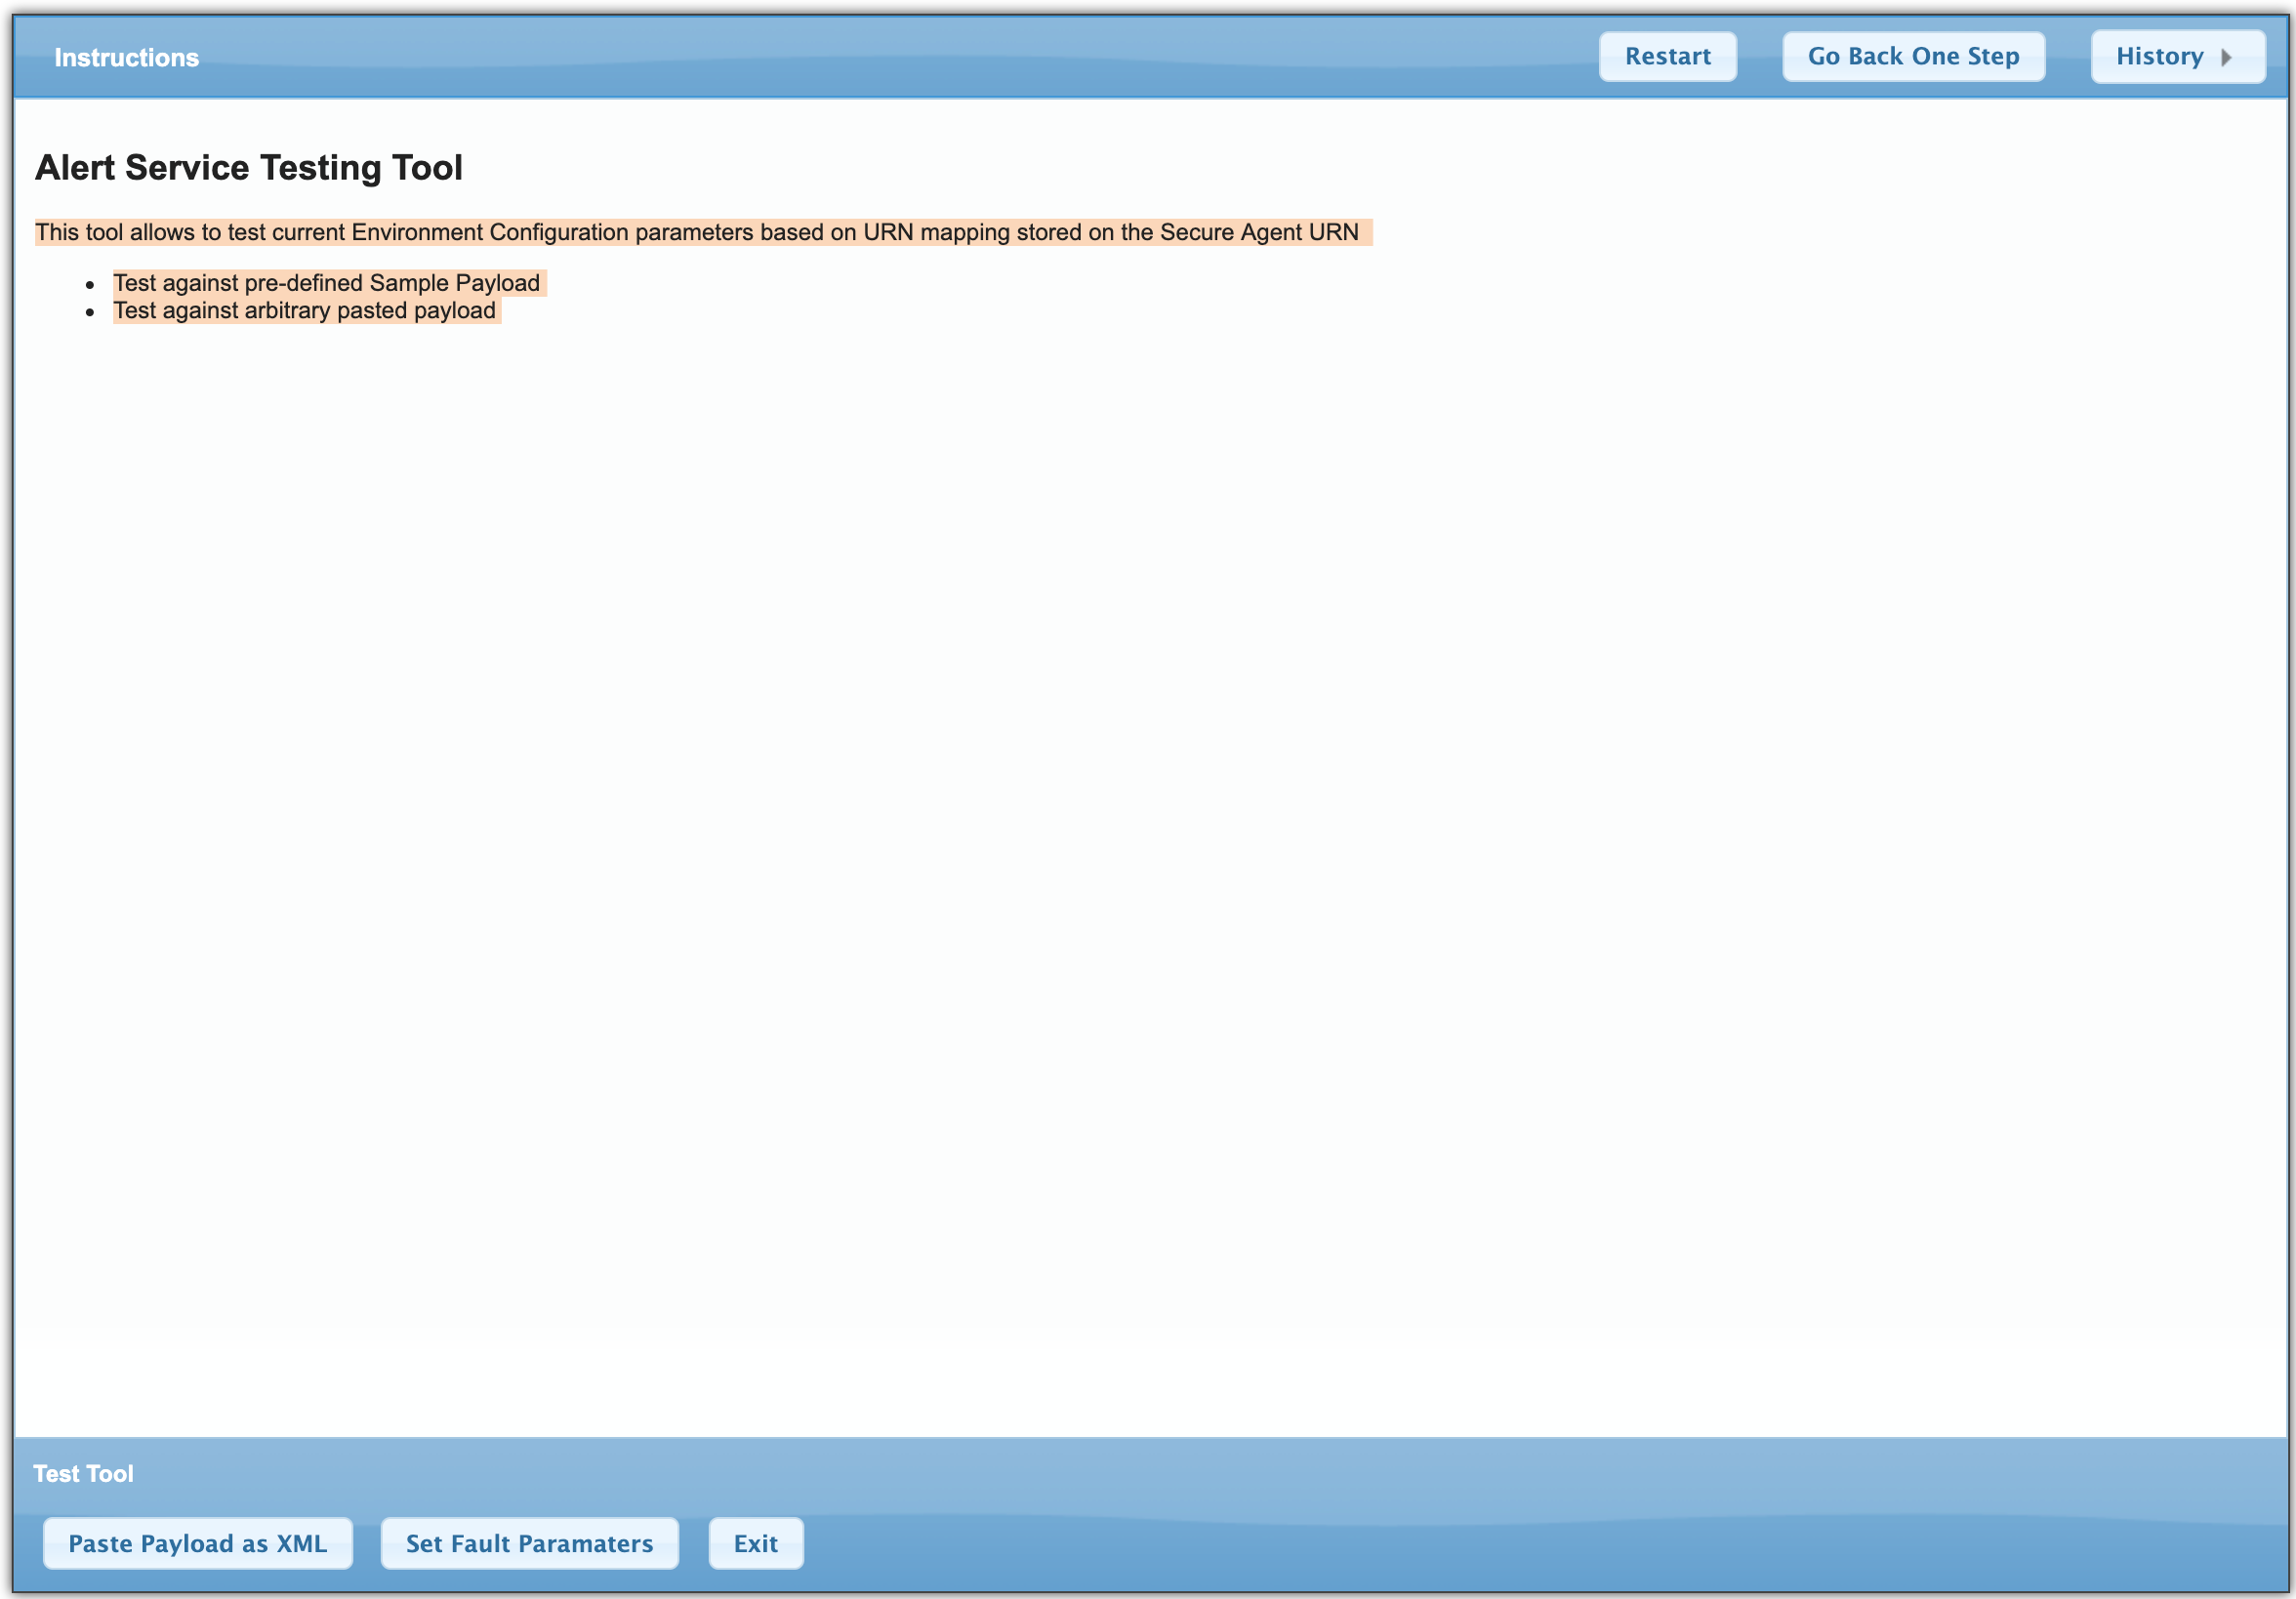 Instructions
Restart
Go Back One Step
History
Alert Service Testing Tool
This tool allows to test current Environment Configuration parameters based on URN mapping stored on the Secure Agent URN
Test against pre-defined Sample Payload
Test against arbitrary pasted payload
Test Tool
Paste Payload as XML
Set Fault Paramaters
Exit